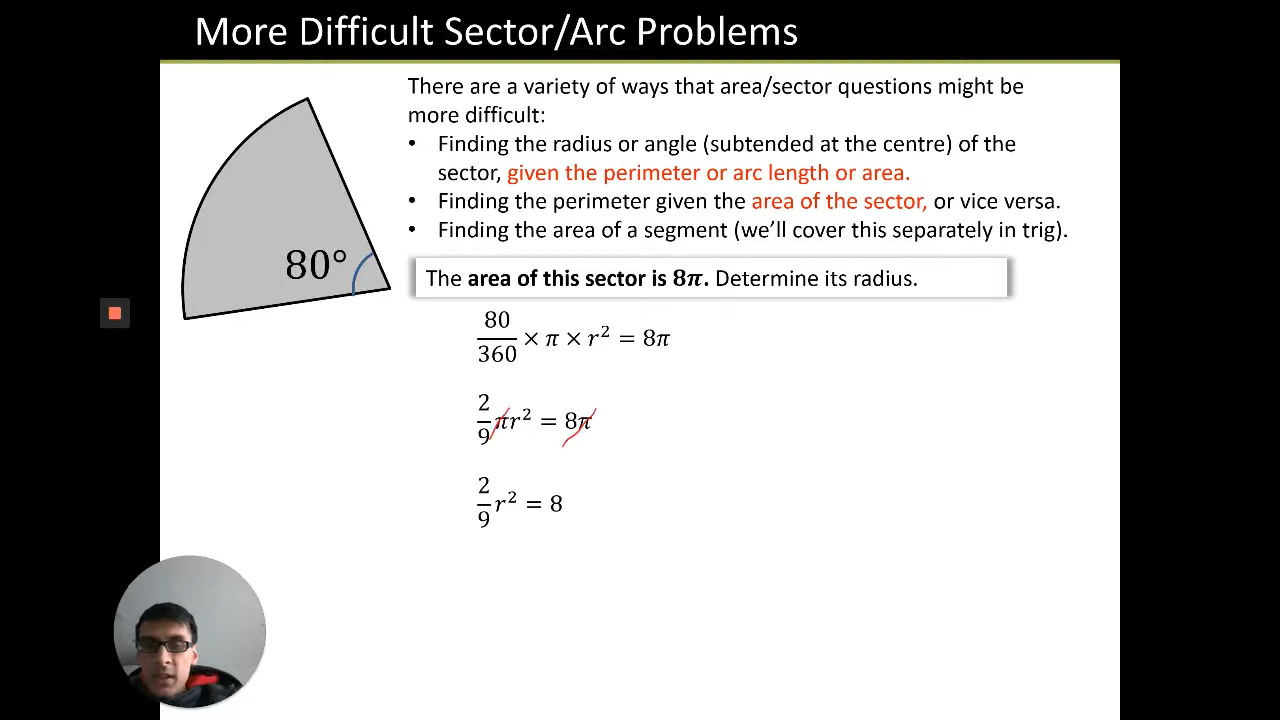 More Difficult Sector/Arc Problems
There are a variety of ways that area/sector questions might be
more difficult:
• Finding the radius or angle (subtended at the centre) of the
sector, given the perimeter or arc length or area.
• Finding the perimeter given the area of the sector, or vice versa.
• Finding the area of a segment (we’ll cover this separately in trig).
80°
The area of this sector is 8π. Determine its radius.
80/360 × π × r² = 8π
2/9 πr² = 8π
2/9 r² = 8